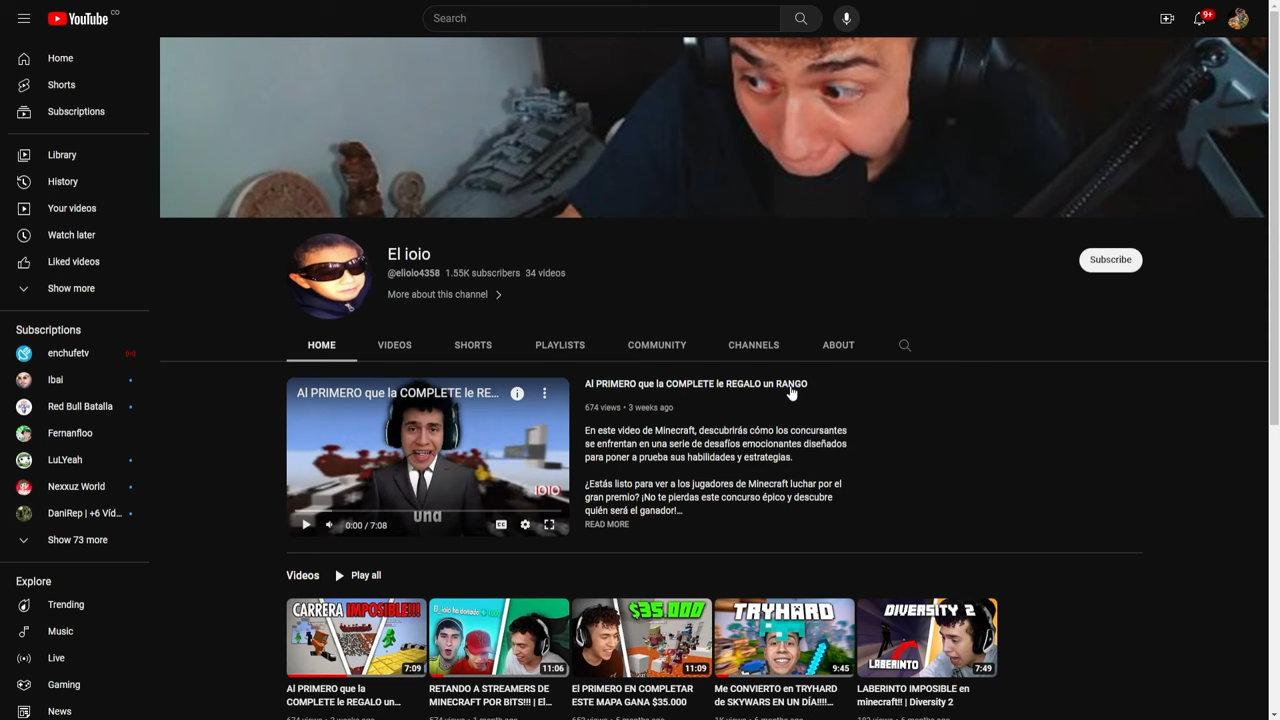 YouTube CO
Search
9+
Home
Shorts
Subscriptions
Library
History
Your videos
Watch later
Liked videos
Show more
Subscriptions
enchufetv
Ibai
Red Bull Batalla
Fernanfloo
LuLYeah
Nexxuz World
DaniRep | +6 Víd...
Show 73 more
Explore
Trending
Music
Live
Gaming
News
El ioio
@elioio4358 1.55K subscribers 34 videos
More about this channel
Subscribe
HOME VIDEOS SHORTS PLAYLISTS COMMUNITY CHANNELS ABOUT
Al PRIMERO que la COMPLETE le RE...
IOIO
una
0:00 / 7:08
Al PRIMERO que la COMPLETE le REGALO un RANGO
674 views • 3 weeks ago
En este video de Minecraft, descubrirás cómo los concursantes
se enfrentan en una serie de desafíos emocionantes diseñados
para poner a prueba sus habilidades y estrategias.
¿Estás listo para ver a los jugadores de Minecraft luchar por el
gran premio? ¡No te pierdas este concurso épico y descubre
quién será el ganador!...
READ MORE
Videos Play all
CARRERA IMPOSIBLE!!!
7:09
Al PRIMERO que la
COMPLETE le REGALO un...
El_ioio ha donado
11:06
RETANDO A STREAMERS DE
MINECRAFT POR BITS!!! | El...
$35.000
11:09
El PRIMERO EN COMPLETAR
ESTE MAPA GANA $35.000
TRYHARD
9:45
Me CONVIERTO en TRYHARD
de SKYWARS EN UN DÍA!!!!...
DIVERSITY 2
LABERINTO
7:49
LABERINTO IMPOSIBLE en
minecraft!! | Diversity 2